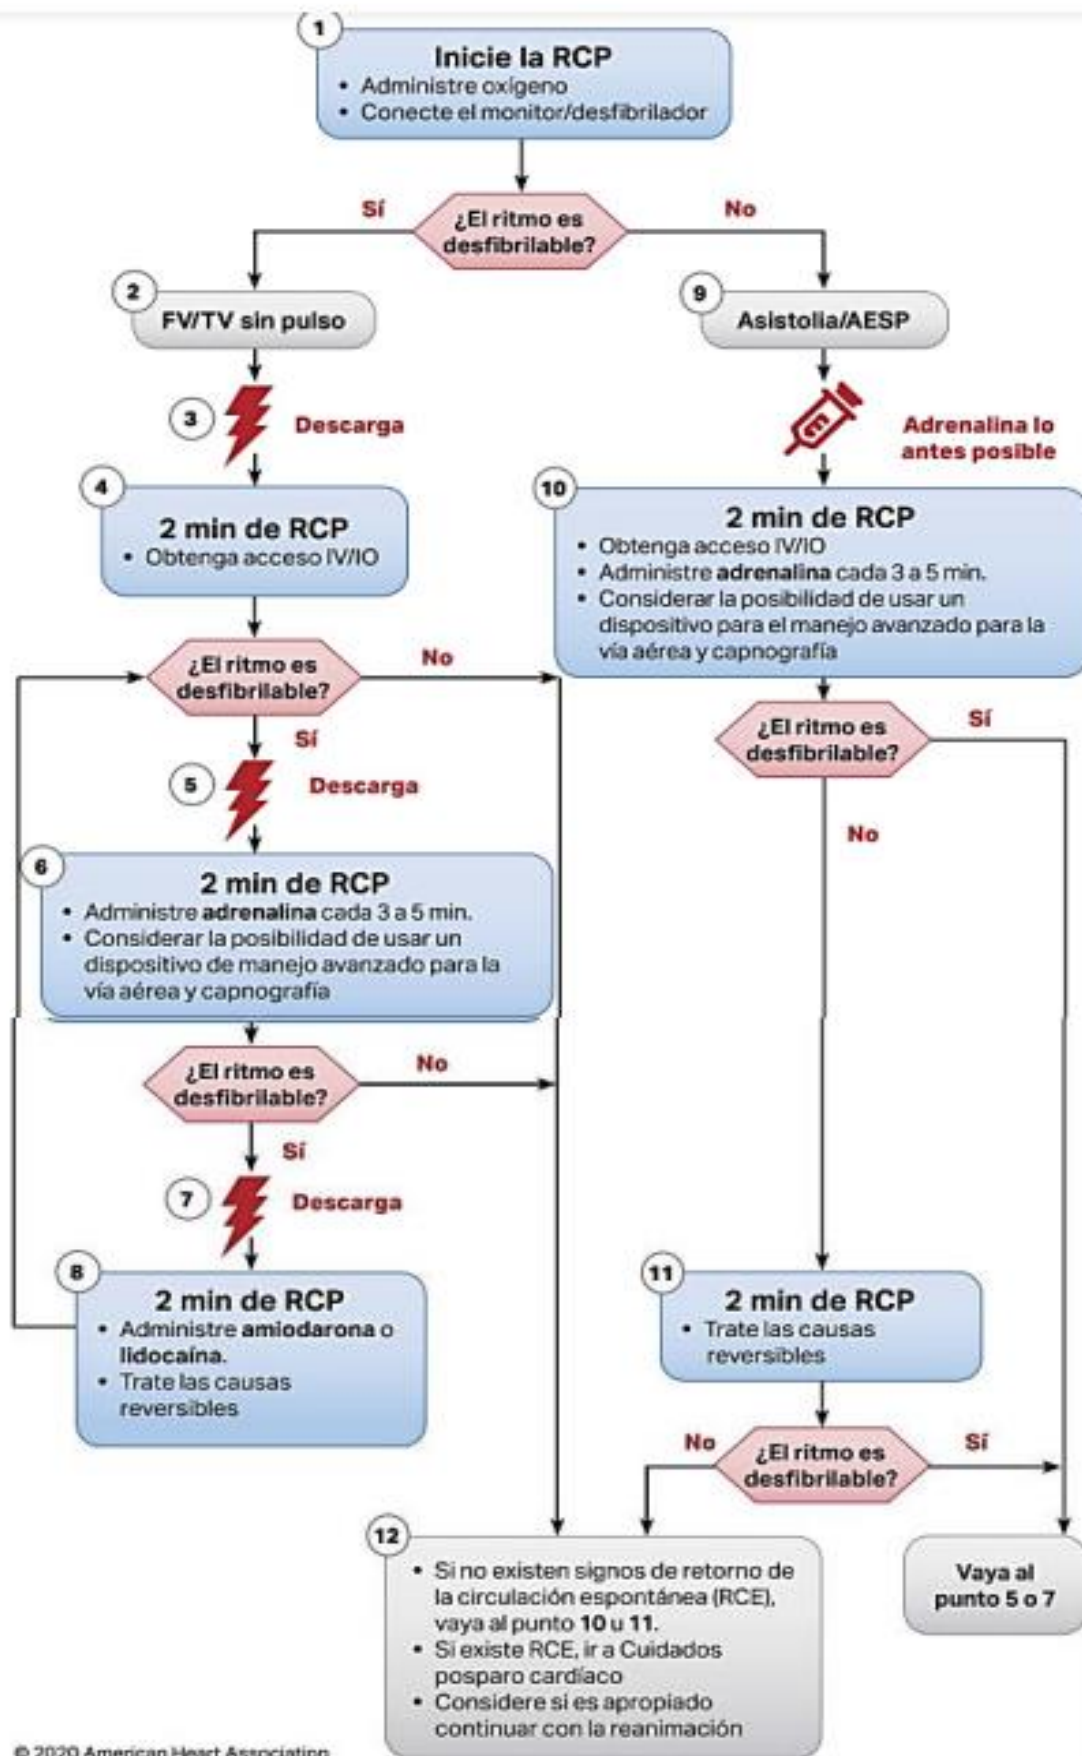 1
Inicie la RCP
• Administre oxígeno
• Conecte el monitor/desfibrilador
Sí
¿El ritmo es
desfibrilable?
No
2
FV/TV sin pulso
9
Asistolia/AESP
3
Descarga
Adrenalina lo
antes posible
4
2 min de RCP
• Obtenga acceso IV/IO
10
2 min de RCP
• Obtenga acceso IV/IO
• Administre adrenalina cada 3 a 5 min.
• Considerar la posibilidad de usar un
dispositivo para el manejo avanzado para la
vía aérea y capnografía
¿El ritmo es
desfibrilable?
No
Sí
¿El ritmo es
desfibrilable?
Sí
No
5
Descarga
6
2 min de RCP
• Administre adrenalina cada 3 a 5 min.
• Considerar la posibilidad de usar un
dispositivo de manejo avanzado para la
vía aérea y capnografía
¿El ritmo es
desfibrilable?
No
Sí
7
Descarga
8
2 min de RCP
• Administre amiodarona o
lidocaína.
• Trate las causas
reversibles
11
2 min de RCP
• Trate las causas
reversibles
No
¿El ritmo es
desfibrilable?
Sí
12
• Si no existen signos de retorno de
la circulación espontánea (RCE),
vaya al punto 10 u 11.
• Si existe RCE, ir a Cuidados
posparo cardíaco
• Considere si es apropiado
continuar con la reanimación
Vaya al
punto 5 o 7
© 2020 American Heart Association